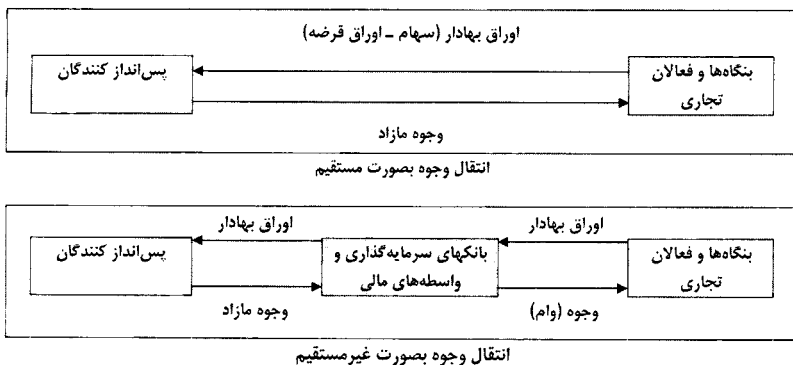 اوراق بهادار (سهام ـ اوراق قرضه)
بنگاه‌ها و فعالان
تجاری
پس‌انداز کنندگان
وجوه مازاد
انتقال وجوه بصورت مستقیم
اوراق بهادار
اوراق بهادار
بنگاه‌ها و فعالان
تجاری
بانکهای سرمایه‌گذاری و
واسطه‌های مالی
پس‌انداز کنندگان
وجوه (وام)
وجوه مازاد
انتقال وجوه بصورت غیرمستقیم